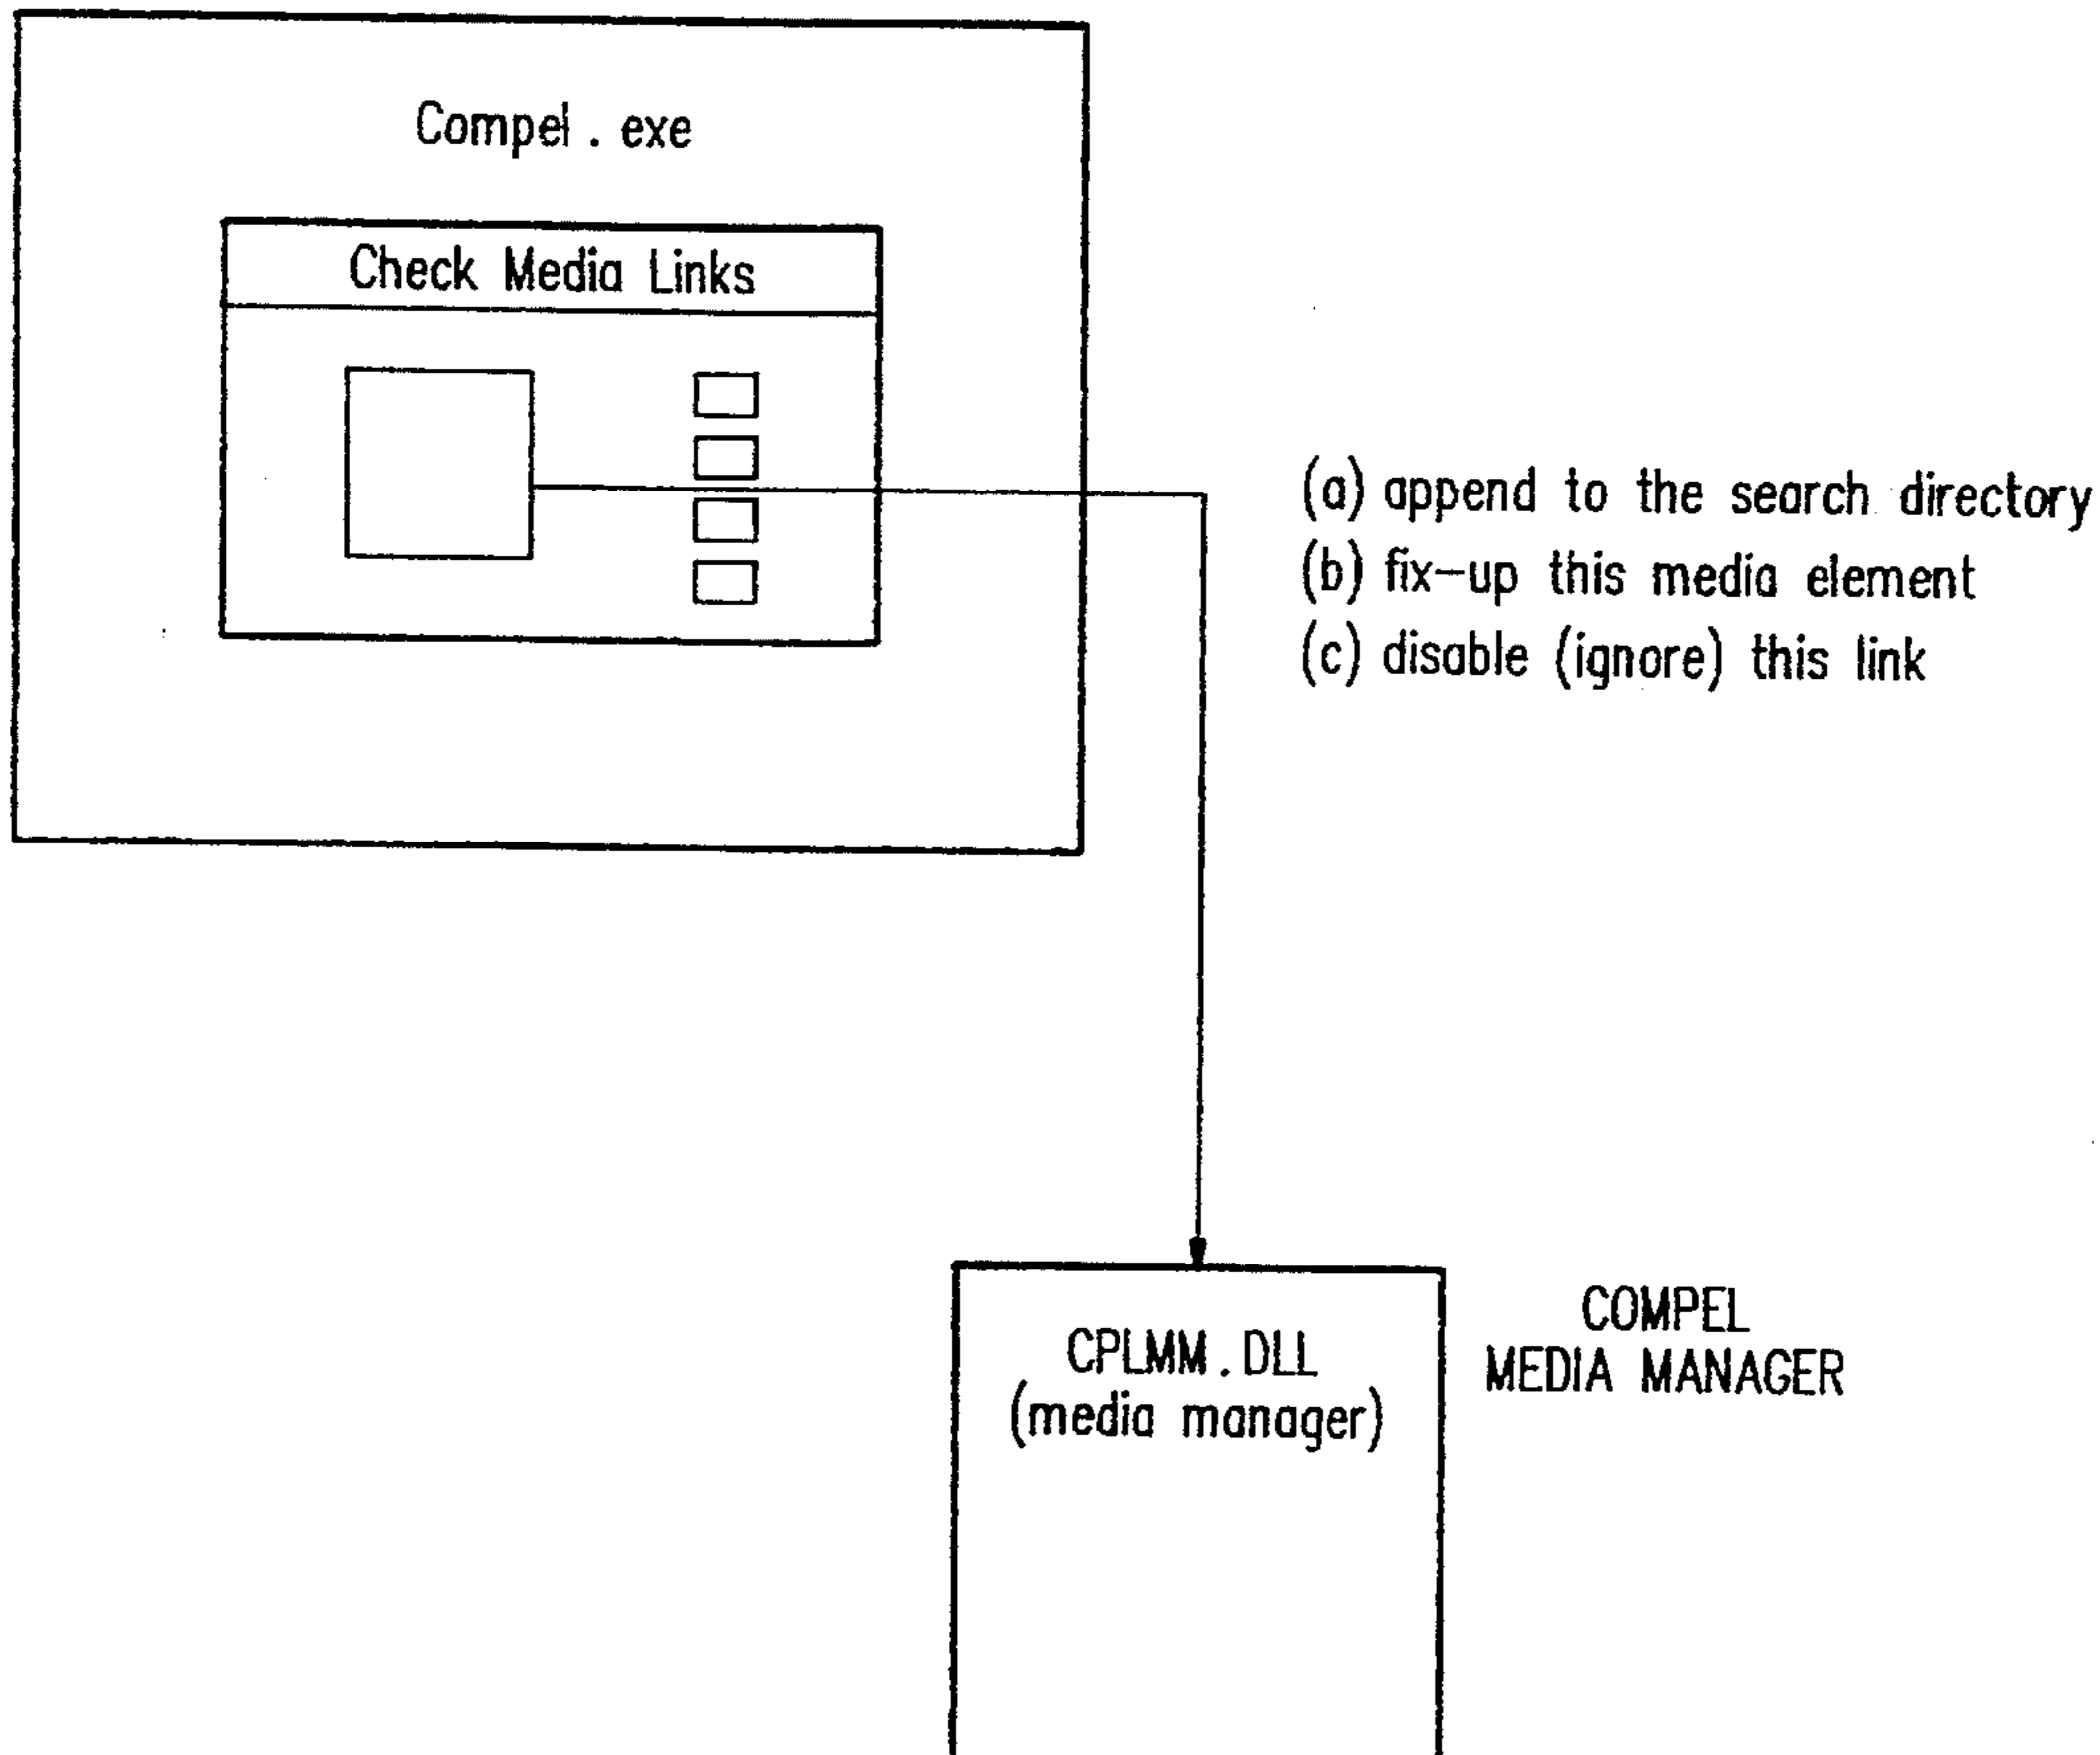 Compel . exe
Check Media Links
(a) append to the search directory
(b) fix-up this media element
(c) disable (ignore) this link
CPLMM . DLL
(media manager)
COMPEL
MEDIA MANAGER